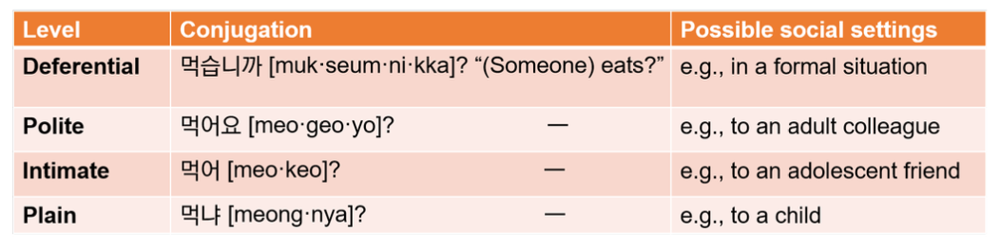 Level Conjugation Possible social settings
Deferential 먹습니까 [muk·seum·ni·kka]? “(Someone) eats?” e.g., in a formal situation
Polite 먹어요 [meo·geo·yo]? — e.g., to an adult colleague
Intimate 먹어 [meo·keo]? — e.g., to an adolescent friend
Plain 먹냐 [meong·nya]? — e.g., to a child